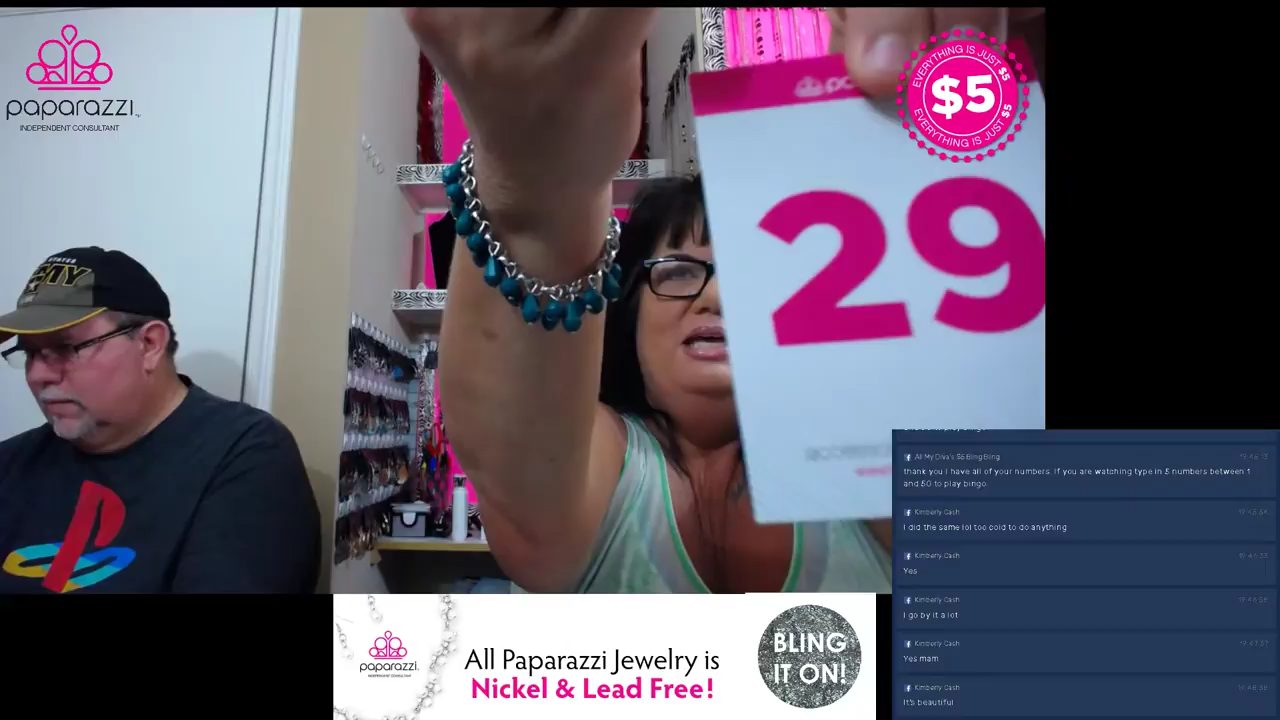 paparazzi
INDEPENDENT CONSULTANT
EVERYTHING IS JUST $5
$5
EVERYTHING IS JUST $5
29
All My Diva's $5 Bling Bling
thank you I have all of your numbers. If you are watching type in 5 numbers between 1
and 50 to play bingo.
Kimberly Cash
I did the same lol too cold to do anything
Kimberly Cash
Yes
Kimberly Cash
I go by it a lot
Kimberly Cash
Yes mam
Kimberly Cash
It's beautiful
paparazzi
INDEPENDENT CONSULTANT
All Paparazzi Jewelry is
Nickel & Lead Free!
BLING
IT ON!